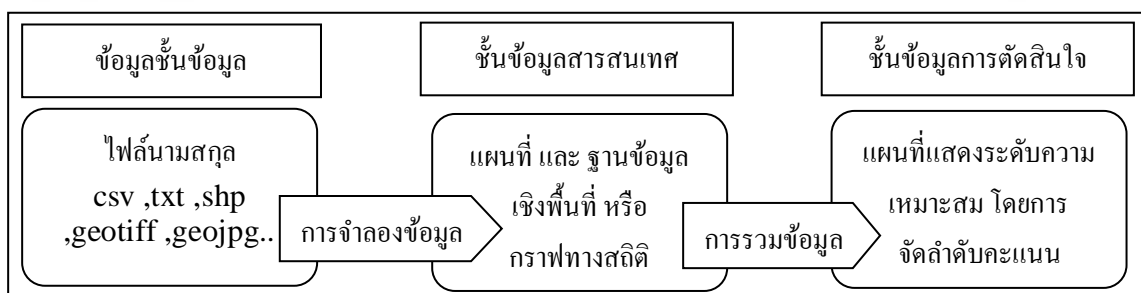 ข้อมูลชั้นข้อมูล
ชั้นข้อมูลสารสนเทศ
ชั้นข้อมูลการตัดสินใจ
ไฟล์นามสกุล
csv ,txt ,shp
,geotiff ,geojpg..
การจำลองข้อมูล
แผนที่ และ ฐานข้อมูล
เชิงพื้นที่ หรือ
กราฟทางสถิติ
การรวมข้อมูล
แผนที่แสดงระดับความ
เหมาะสม โดยการ
จัดลำดับคะแนน